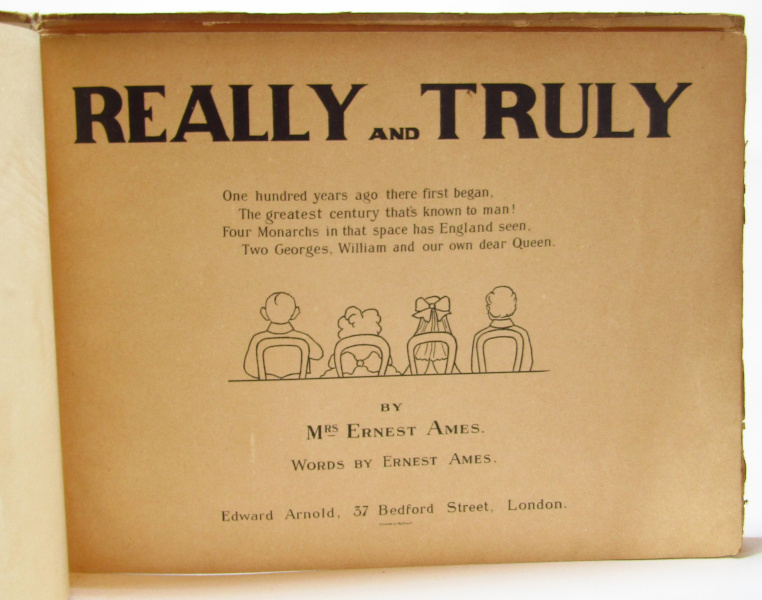 REALLY AND TRULY
One hundred years ago there first began,
The greatest century that's known to man!
Four Monarchs in that space has England seen,
Two Georges, William and our own dear Queen.
BY
MRS ERNEST AMES.
WORDS BY ERNEST AMES.
Edward Arnold, 37 Bedford Street, London.